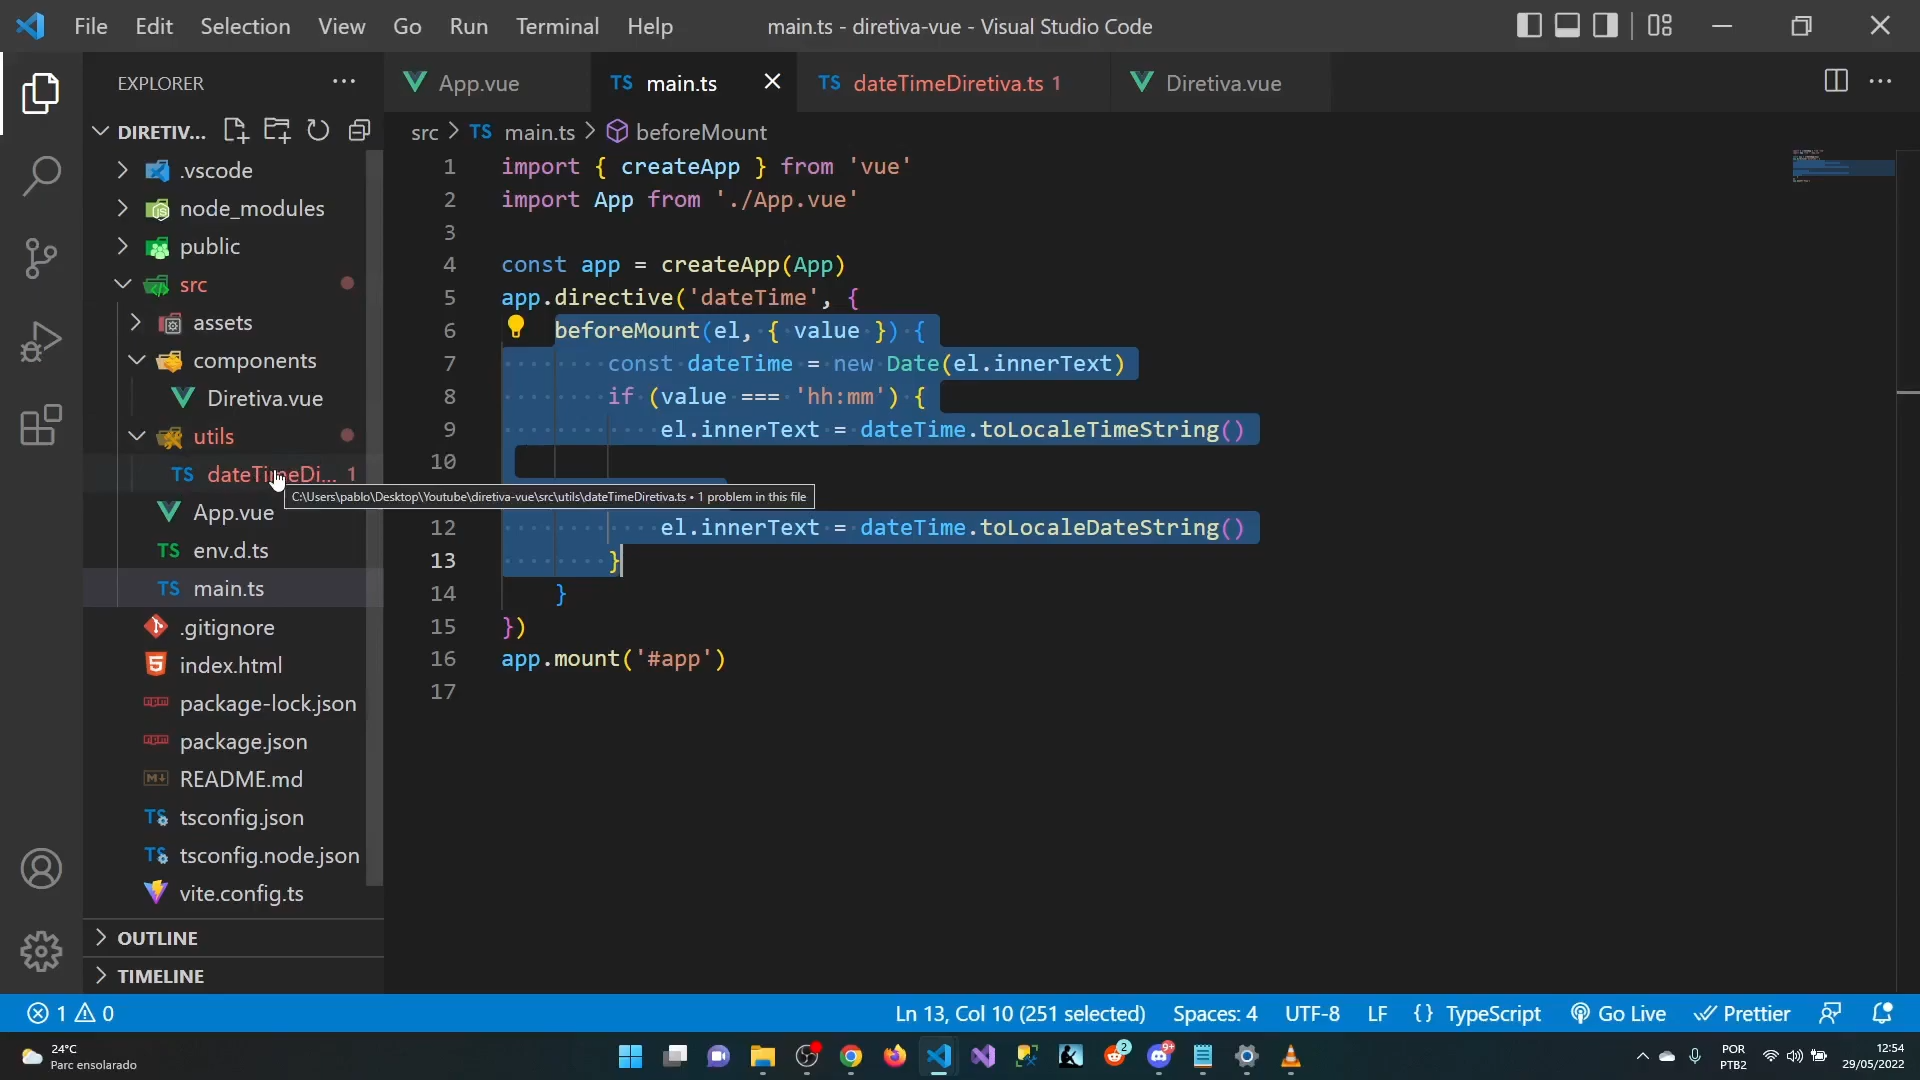 File Edit Selection View Go Run Terminal Help
main.ts - diretiva-vue - Visual Studio Code
EXPLORER
App.vue
TS main.ts
TS dateTimeDiretiva.ts 1
Diretiva.vue
DIRETIV...
src > TS main.ts > beforeMount
.vscode
node_modules
public
src
assets
components
Diretiva.vue
utils
TS dateTimeDi... 1
C:\Users\pablo\Desktop\Youtube\diretiva-vue\src\utils\dateTimeDiretiva.ts • 1 problem in this file
App.vue
TS env.d.ts
TS main.ts
.gitignore
index.html
package-lock.json
package.json
README.md
TS tsconfig.json
TS tsconfig.node.json
vite.config.ts
OUTLINE
TIMELINE
1 import { createApp } from 'vue'
2 import App from './App.vue'
3
4 const app = createApp(App)
5 app.directive('dateTime', {
6 beforeMount(el, { value }) {
7 const dateTime = new Date(el.innerText)
8 if (value === 'hh:mm') {
9 el.innerText = dateTime.toLocaleTimeString()
10
12 el.innerText = dateTime.toLocaleDateString()
13 }
14 }
15 })
16 app.mount('#app')
17
1 0
Ln 13, Col 10 (251 selected) Spaces: 4 UTF-8 LF {} TypeScript Go Live Prettier
24°C
Parc ensolarado
2
9+
POR
PTB2
12:54
29/05/2022